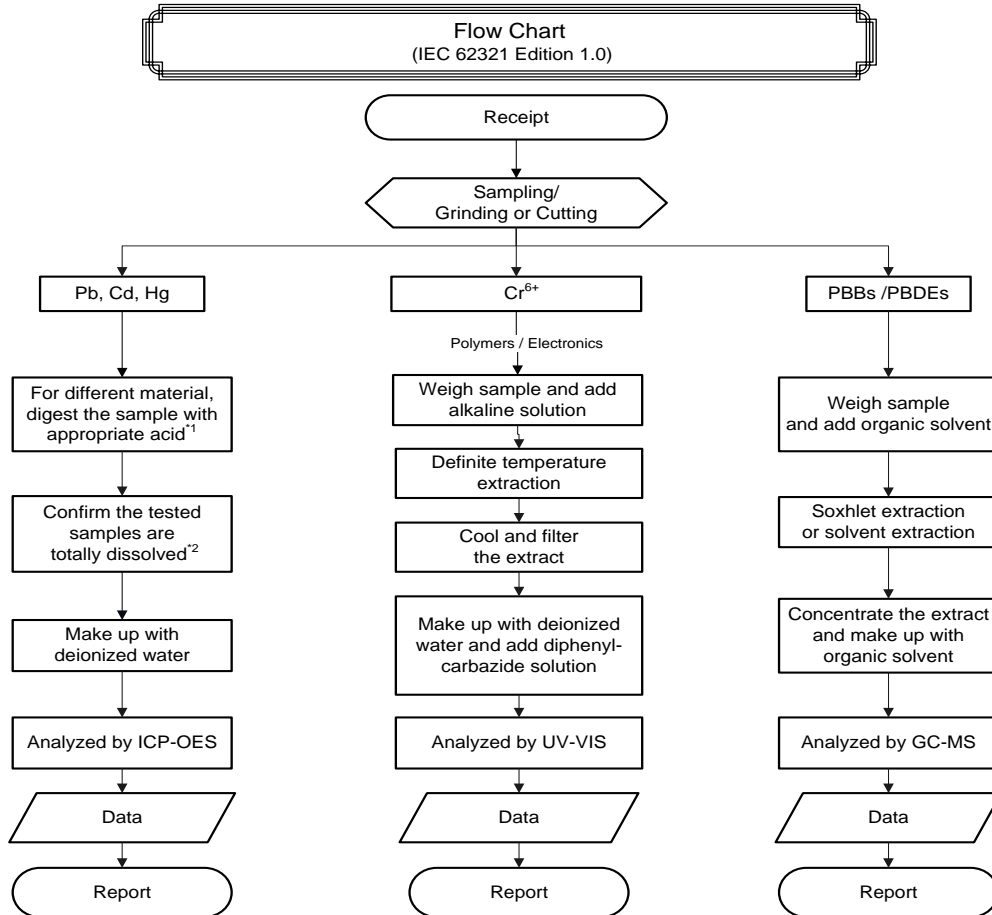 Flow Chart
(IEC 62321 Edition 1.0)
Receipt
Sampling/
Grinding or Cutting
Pb, Cd, Hg
For different material,
digest the sample with
appropriate acid*1
Confirm the tested
samples are
totally dissolved*2
Make up with
deionized water
Analyzed by ICP-OES
Data
Report
Cr6+
Polymers / Electronics
Weigh sample and add
alkaline solution
Definite temperature
extraction
Cool and filter
the extract
Make up with deionized
water and add diphenyl-
carbazide solution
Analyzed by UV-VIS
Data
Report
PBBs /PBDEs
Weigh sample
and add organic solvent
Soxhlet extraction
or solvent extraction
Concentrate the extract
and make up with
organic solvent
Analyzed by GC-MS
Data
Report